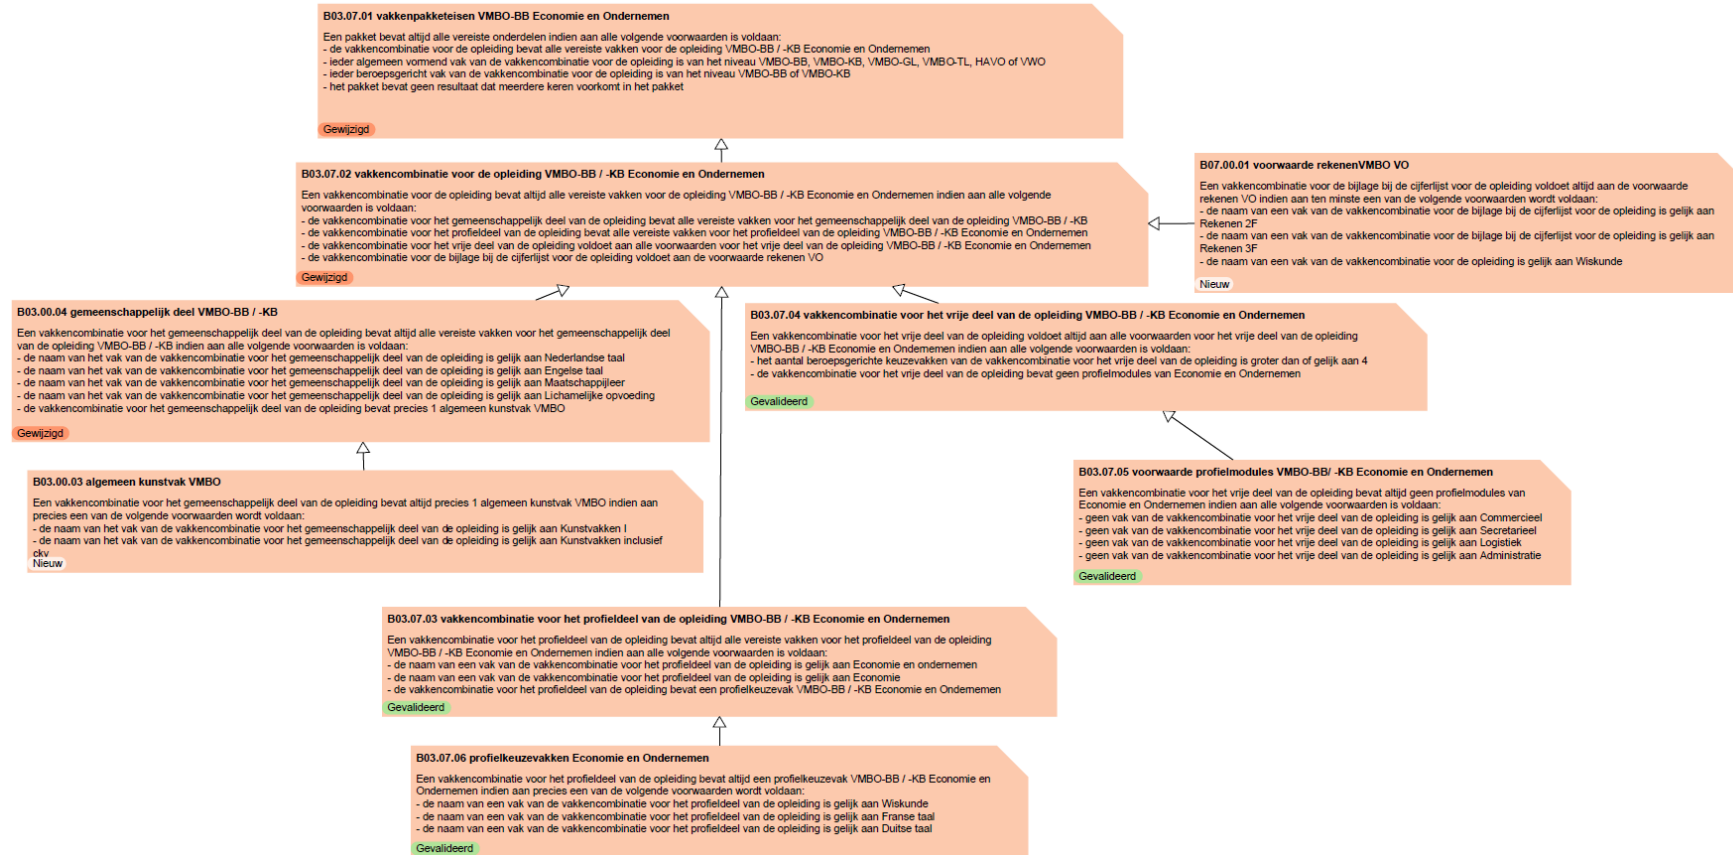 B03.07.01 vakkenpakketeisen VMBO-BB Economie en Ondernemen
Een pakket bevat altijd alle vereiste onderdelen indien aan alle volgende voorwaarden is voldaan:
- de vakkencombinatie voor de opleiding bevat alle vereiste vakken voor de opleiding VMBO-BB / -KB Economie en Ondernemen
- ieder algemeen vormend vak van de vakkencombinatie voor de opleiding is van het niveau VMBO-BB, VMBO-KB, VMBO-GL, VMBO-TL, HAVO of VWO
- ieder beroepsgericht vak van de vakkencombinatie voor de opleiding is van het niveau VMBO-BB of VMBO-KB
- het pakket bevat geen resultaat dat meerdere keren voorkomt in het pakket
Gewijzigd
B03.07.02 vakkencombinatie voor de opleiding VMBO-BB / -KB Economie en Ondernemen
Een vakkencombinatie voor de opleiding bevat altijd alle vereiste vakken voor de opleiding VMBO-BB / -KB Economie en Ondernemen indien aan alle volgende
voorwaarden is voldaan:
- de vakkencombinatie voor het gemeenschappelijk deel van de opleiding bevat alle vereiste vakken voor het gemeenschappelijk deel van de opleiding VMBO-BB / -KB
- de vakkencombinatie voor het profieldeel van de opleiding bevat alle vereiste vakken voor het profieldeel van de opleiding VMBO-BB / -KB Economie en Ondernemen
- de vakkencombinatie voor het vrije deel van de opleiding voldoet aan alle voorwaarden voor het vrije deel van de opleiding VMBO-BB / -KB Economie en Ondernemen
- de vakkencombinatie voor de bijlage bij de cijferlijst voor de opleiding voldoet aan de voorwaarde rekenen VO
Gewijzigd
B07.00.01 voorwaarde rekenenVMBO VO
Een vakkencombinatie voor de bijlage bij de cijferlijst voor de opleiding voldoet altijd aan de voorwaarde
rekenen VO indien aan ten minste een van de volgende voorwaarden wordt voldaan:
- de naam van een vak van de vakkencombinatie voor de bijlage bij de cijferlijst voor de opleiding is gelijk aan
Rekenen 2F
- de naam van een vak van de vakkencombinatie voor de bijlage bij de cijferlijst voor de opleiding is gelijk aan
Rekenen 3F
- de naam van een vak van de vakkencombinatie voor de opleiding is gelijk aan Wiskunde
Nieuw
B03.00.04 gemeenschappelijk deel VMBO-BB / -KB
Een vakkencombinatie voor het gemeenschappelijk deel van de opleiding bevat altijd alle vereiste vakken voor het gemeenschappelijk deel
van de opleiding VMBO-BB / -KB indien aan alle volgende voorwaarden is voldaan:
- de naam van het vak van de vakkencombinatie voor het gemeenschappelijk deel van de opleiding is gelijk aan Nederlandse taal
- de naam van het vak van de vakkencombinatie voor het gemeenschappelijk deel van de opleiding is gelijk aan Engelse taal
- de naam van het vak van de vakkencombinatie voor het gemeenschappelijk deel van de opleiding is gelijk aan Maatschappijleer
- de naam van het vak van de vakkencombinatie voor het gemeenschappelijk deel van de opleiding is gelijk aan Lichamelijke opvoeding
- de vakkencombinatie voor het gemeenschappelijk deel van de opleiding bevat precies 1 algemeen kunstvak VMBO
Gewijzigd
B03.07.04 vakkencombinatie voor het vrije deel van de opleiding VMBO-BB / -KB Economie en Ondernemen
Een vakkencombinatie voor het vrije deel van de opleiding voldoet altijd aan alle voorwaarden voor het vrije deel van de opleiding
VMBO-BB / -KB Economie en Ondernemen indien aan alle volgende voorwaarden is voldaan:
- het aantal beroepsgerichte keuzevakken van de vakkencombinatie voor het vrije deel van de opleiding is groter dan of gelijk aan 4
- de vakkencombinatie voor het vrije deel van de opleiding bevat geen profielmodules van Economie en Ondernemen
Gevalideerd
B03.00.03 algemeen kunstvak VMBO
Een vakkencombinatie voor het gemeenschappelijk deel van de opleiding bevat altijd precies 1 algemeen kunstvak VMBO indien aan
precies een van de volgende voorwaarden wordt voldaan:
- de naam van het vak van de vakkencombinatie voor het gemeenschappelijk deel van de opleiding is gelijk aan Kunstvakken I
- de naam van het vak van de vakkencombinatie voor het gemeenschappelijk deel van de opleiding is gelijk aan Kunstvakken inclusief
ckv
Nieuw
B03.07.05 voorwaarde profielmodules VMBO-BB/ -KB Economie en Ondernemen
Een vakkencombinatie voor het vrije deel van de opleiding bevat altijd geen profielmodules van
Economie en Ondernemen indien aan alle volgende voorwaarden is voldaan:
- geen vak van de vakkencombinatie voor het vrije deel van de opleiding is gelijk aan Commercieel
- geen vak van de vakkencombinatie voor het vrije deel van de opleiding is gelijk aan Secretarieel
- geen vak van de vakkencombinatie voor het vrije deel van de opleiding is gelijk aan Logistiek
- geen vak van de vakkencombinatie voor het vrije deel van de opleiding is gelijk aan Administratie
Gevalideerd
B03.07.03 vakkencombinatie voor het profieldeel van de opleiding VMBO-BB / -KB Economie en Ondernemen
Een vakkencombinatie voor het profieldeel van de opleiding bevat altijd alle vereiste vakken voor het profieldeel van de opleiding
VMBO-BB / -KB Economie en Ondernemen indien aan alle volgende voorwaarden is voldaan:
- de naam van een vak van de vakkencombinatie voor het profieldeel van de opleiding is gelijk aan Economie en ondernemen
- de naam van een vak van de vakkencombinatie voor het profieldeel van de opleiding is gelijk aan Economie
- de vakkencombinatie voor het profieldeel van de opleiding bevat een profielkeuzevak VMBO-BB / -KB Economie en Ondernemen
Gevalideerd
B03.07.06 profielkeuzevakken Economie en Ondernemen
Een vakkencombinatie voor het profieldeel van de opleiding bevat altijd een profielkeuzevak VMBO-BB / -KB Economie en
Ondernemen indien aan precies een van de volgende voorwaarden wordt voldaan:
- de naam van een vak van de vakkencombinatie voor het profieldeel van de opleiding is gelijk aan Wiskunde
- de naam van een vak van de vakkencombinatie voor het profieldeel van de opleiding is gelijk aan Franse taal
- de naam van een vak van de vakkencombinatie voor het profieldeel van de opleiding is gelijk aan Duitse taal
Gevalideerd